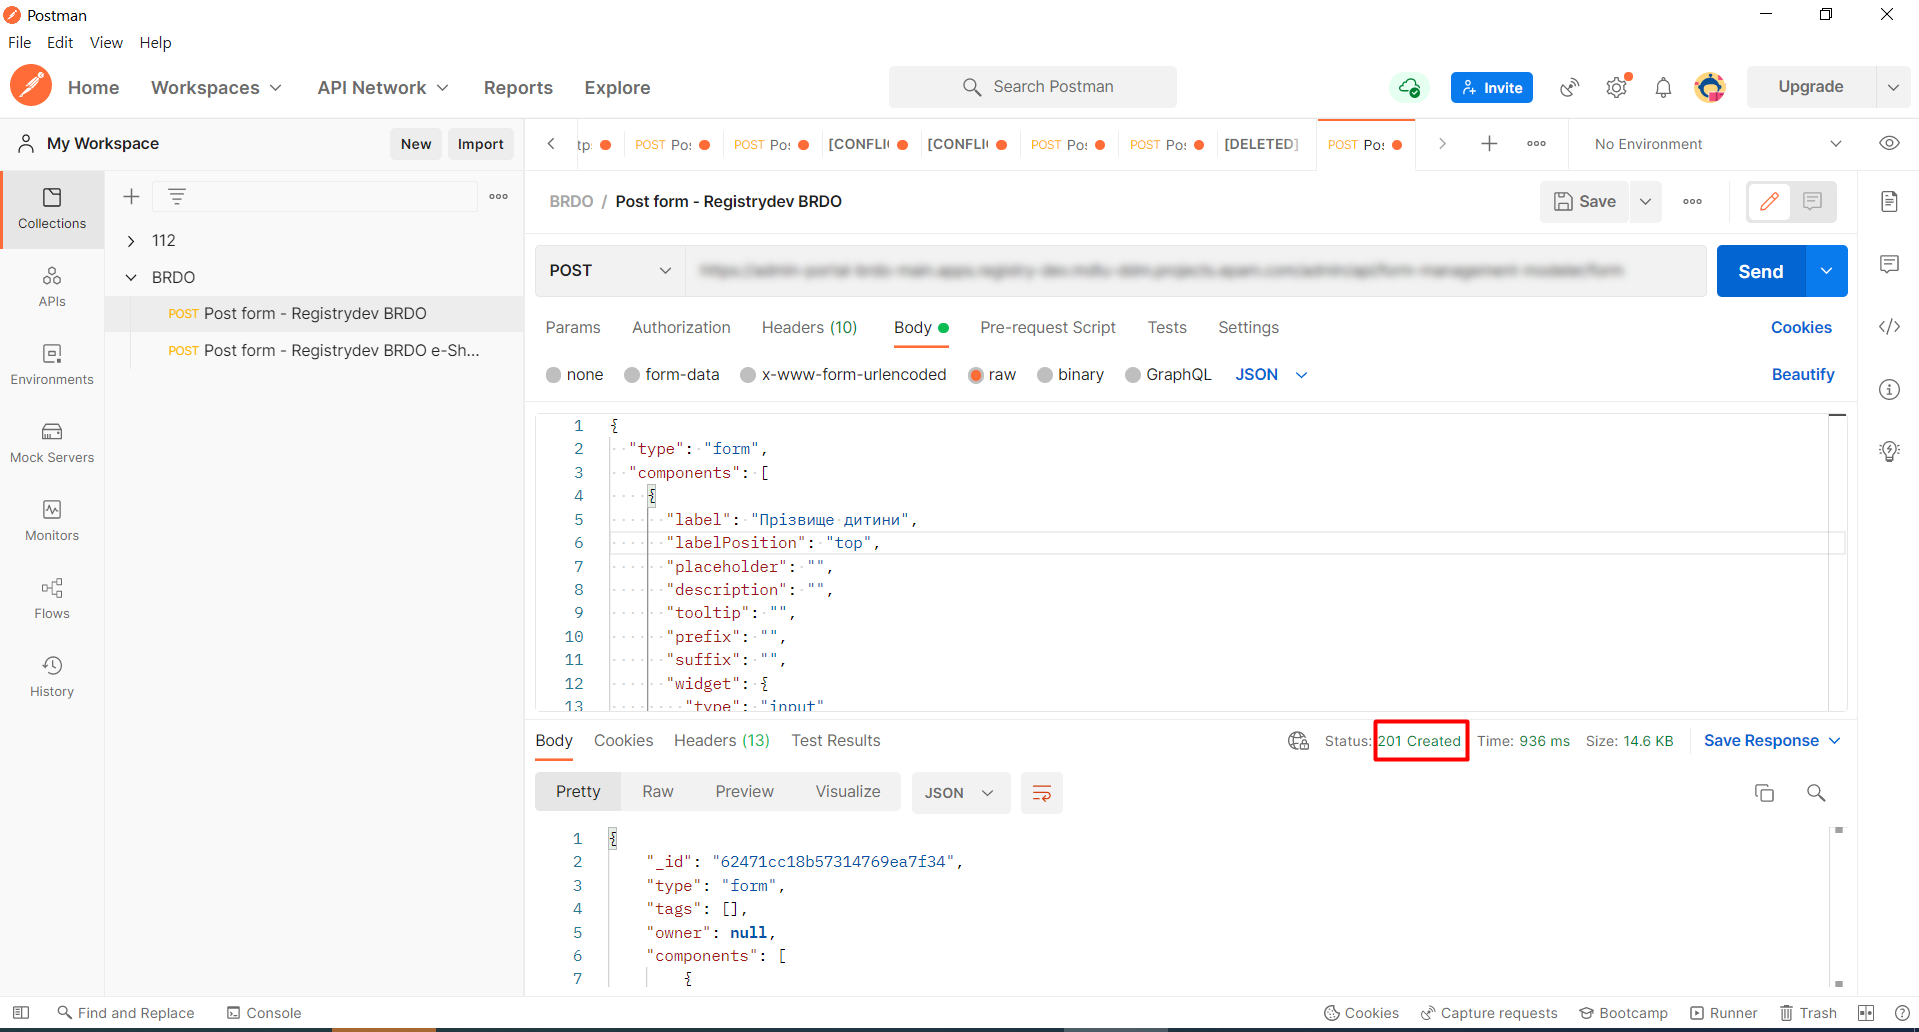 Postman
File Edit View Help
Home Workspaces API Network Reports Explore Search Postman Invite Upgrade
My Workspace New Import
tp: POST Po: POST Po: [CONFLI( [CONFLI( POST Po: POST Po: [DELETED] POST Po: No Environment
BRDO / Post form - Registrydev BRDO Save
Collections
112
BRDO
POST Post form - Registrydev BRDO
POST Post form - Registrydev BRDO e-Sh...
APIs
Environments
Mock Servers
Monitors
Flows
History
POST Send
Params Authorization Headers (10) Body Pre-request Script Tests Settings Cookies
none form-data x-www-form-urlencoded raw binary GraphQL JSON Beautify
1 {
2 "type": "form",
3 "components": [
4 {
5 "label": "Прізвище дитини",
6 "labelPosition": "top",
7 "placeholder": "",
8 "description": "",
9 "tooltip": "",
10 "prefix": "",
11 "suffix": "",
12 "widget": {
13 "type": "input"
Body Cookies Headers (13) Test Results Status: 201 Created Time: 936 ms Size: 14.6 KB Save Response
Pretty Raw Preview Visualize JSON
1 {
2 "_id": "62471cc18b57314769ea7f34",
3 "type": "form",
4 "tags": [],
5 "owner": null,
6 "components": [
7 {
Find and Replace Console Cookies Capture requests Bootcamp Runner Trash